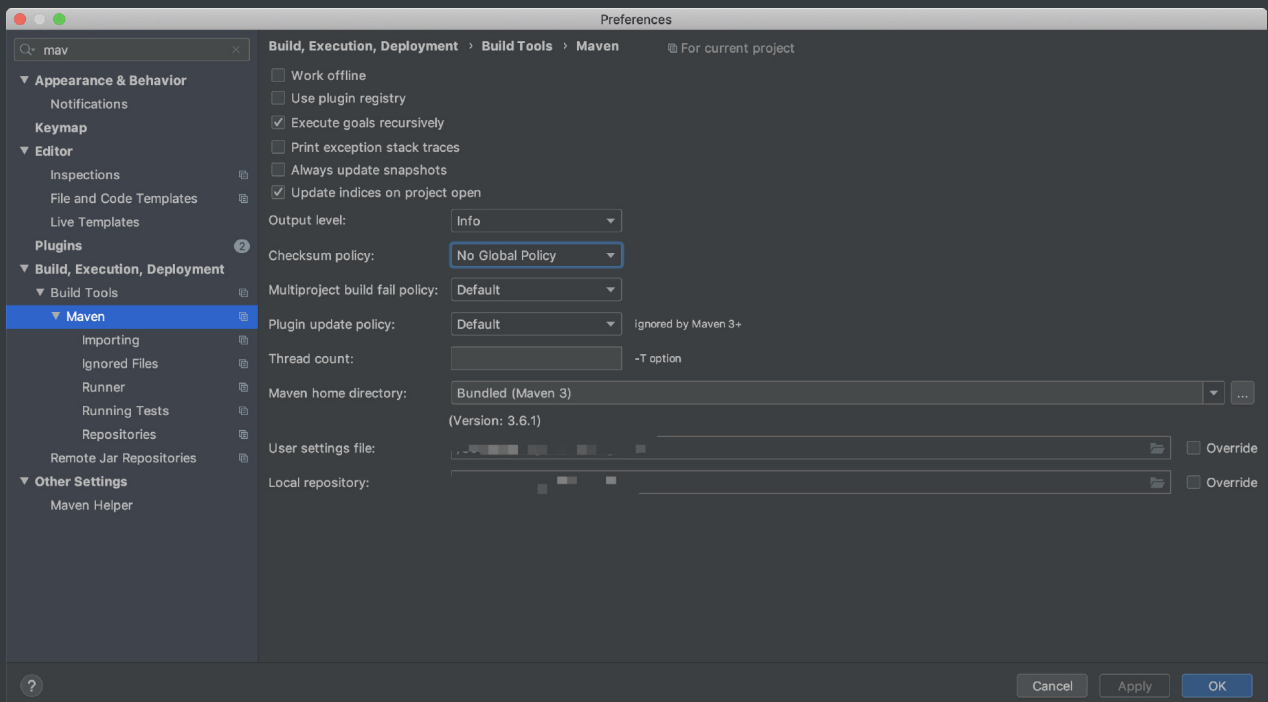 Preferences
mav
Appearance & Behavior
Notifications
Keymap
Editor
Inspections
File and Code Templates
Live Templates
Plugins 2
Build, Execution, Deployment
Build Tools
Maven
Importing
Ignored Files
Runner
Running Tests
Repositories
Remote Jar Repositories
Other Settings
Maven Helper
Build, Execution, Deployment › Build Tools › Maven For current project
Work offline
Use plugin registry
Execute goals recursively
Print exception stack traces
Always update snapshots
Update indices on project open
Output level: Info
Checksum policy: No Global Policy
Multiproject build fail policy: Default
Plugin update policy: Default ignored by Maven 3+
Thread count: -T option
Maven home directory: Bundled (Maven 3) ...
(Version: 3.6.1)
User settings file: Override
Local repository: Override
? Cancel Apply OK